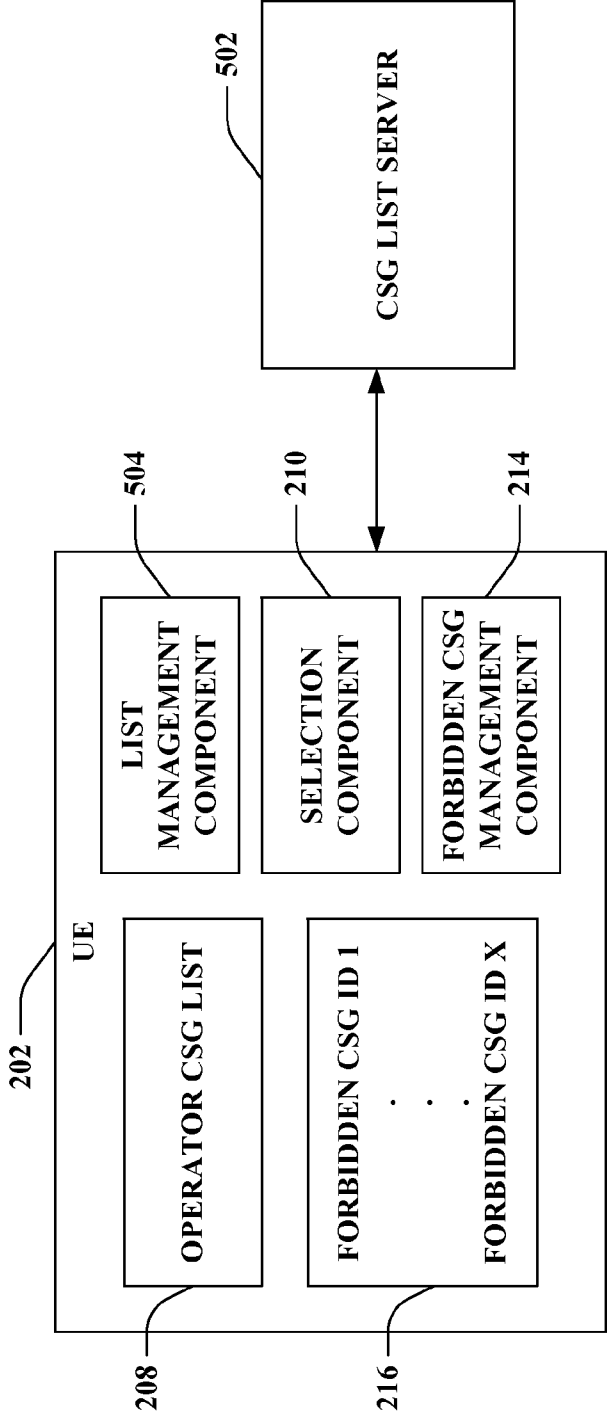 202
UE
208
OPERATOR CSG LIST
216
FORBIDDEN CSG ID 1
.
.
.
FORBIDDEN CSG ID X
504
LIST
MANAGEMENT
COMPONENT
210
SELECTION
COMPONENT
214
FORBIDDEN CSG
MANAGEMENT
COMPONENT
502
CSG LIST SERVER